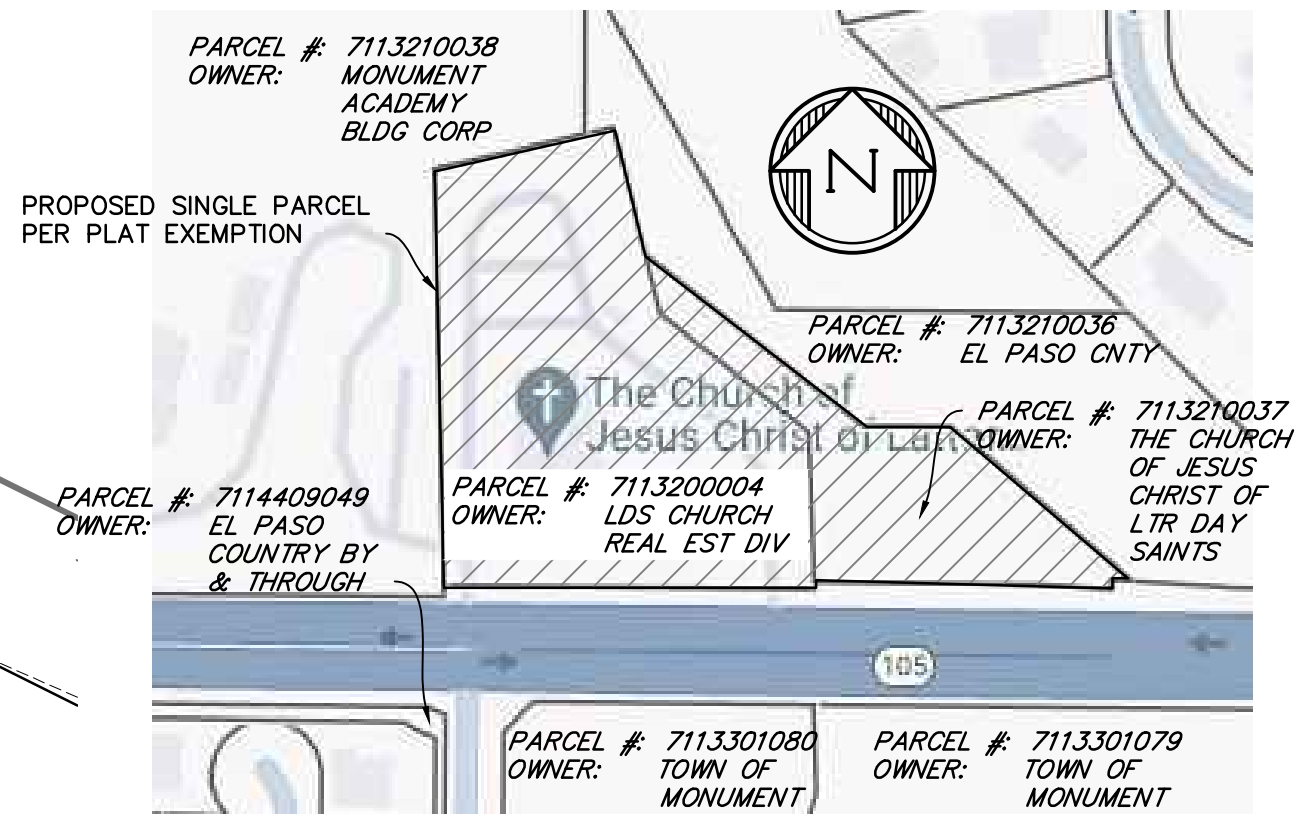 PARCEL #: 7113210038
OWNER: MONUMENT
ACADEMY
BLDG CORP
PROPOSED SINGLE PARCEL
PER PLAT EXEMPTION
N
PARCEL #: 7113210036
OWNER: EL PASO CNTY
The Church of
Jesus Christ of
PARCEL #: 7113210037
OWNER: THE CHURCH
OF JESUS
CHRIST OF
LTR DAY
SAINTS
PARCEL #: 7114409049
OWNER: EL PASO
COUNTRY BY
& THROUGH
PARCEL #: 7113200004
OWNER: LDS CHURCH
REAL EST DIV
105
PARCEL #: 7113301080
OWNER: TOWN OF
MONUMENT
PARCEL #: 7113301079
OWNER: TOWN OF
MONUMENT